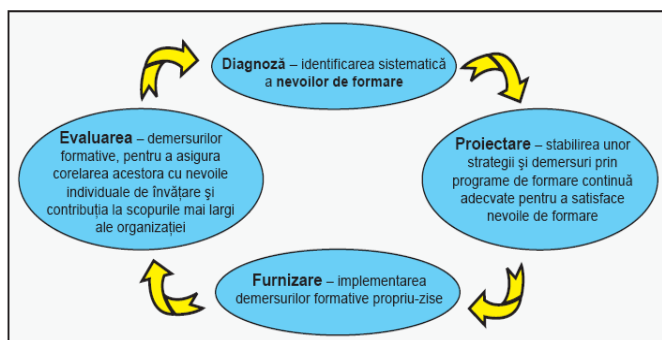 Diagnoză – identificarea sistematică
a nevoilor de formare
Evaluarea – demersurilor
formative, pentru a asigura
corelarea acestora cu nevoile
individuale de învăţare şi
contribuţia la scopurile mai largi
ale organizaţiei
Proiectare – stabilirea unor
strategii şi demersuri prin
programe de formare continuă
adecvate pentru a satisface
nevoile de formare
Furnizare – implementarea
demersurilor formative propriu-zise